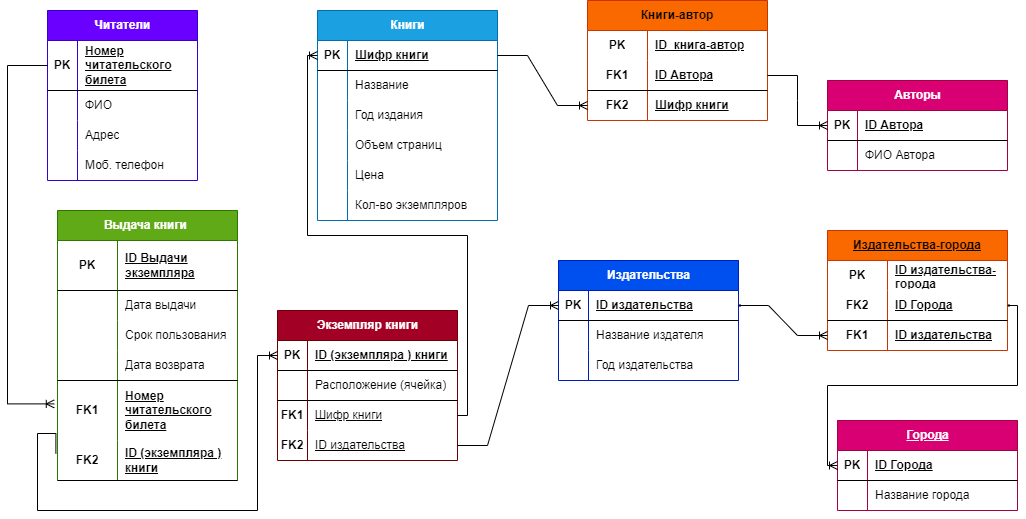 Читатели
PK
Номер
читательского
билета
ФИО
Адрес
Моб. телефон
Книги
PK
Шифр книги
Название
Год издания
Объем страниц
Цена
Кол-во экземпляров
Книги-автор
PK
ID книга-автор
FK1
ID Автора
FK2
Шифр книги
Авторы
PK
ID Автора
ФИО Автора
Выдача книги
PK
ID Выдачи
экземпляра
Дата выдачи
Срок пользования
Дата возврата
FK1
Номер
читательского
билета
FK2
ID (экземпляра )
книги
Экземпляр книги
PK
ID (экземпляра ) книги
Расположение (ячейка)
FK1
Шифр книги
FK2
ID издательства
Издательства
PK
ID издательства
Название издателя
Год издательства
Издательства-города
PK
ID издательства-
города
FK2
ID Города
FK1
ID издательства
Города
PK
ID Города
Название города